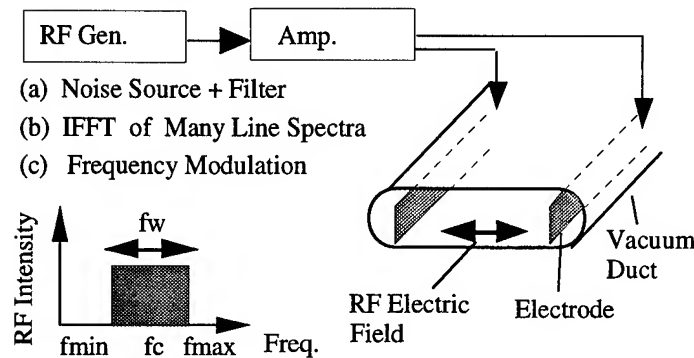 RF Gen.
Amp.
(a) Noise Source + Filter
(b) IFFT of Many Line Spectra
(c) Frequency Modulation
RF Intensity
fw
fmin
fc
fmax
Freq.
RF Electric
Field
Electrode
Vacuum
Duct